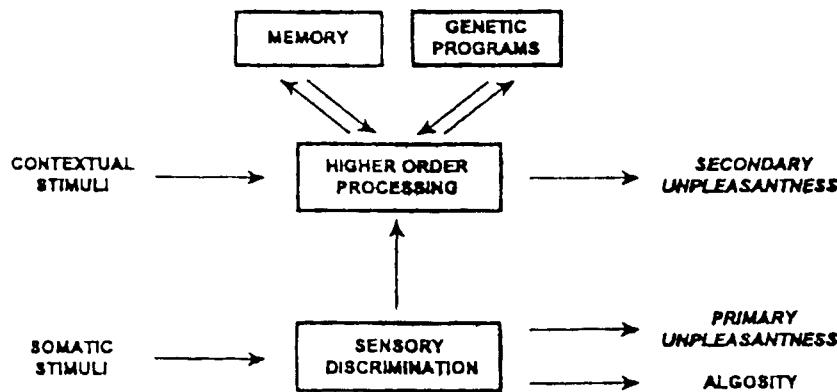 MEMORY
GENETIC
PROGRAMS
CONTEXTUAL
STIMULI
HIGHER ORDER
PROCESSING
SECONDARY
UNPLEASANTNESS
SOMATIC
STIMULI
SENSORY
DISCRIMINATION
PRIMARY
UNPLEASANTNESS
ALGOSITY